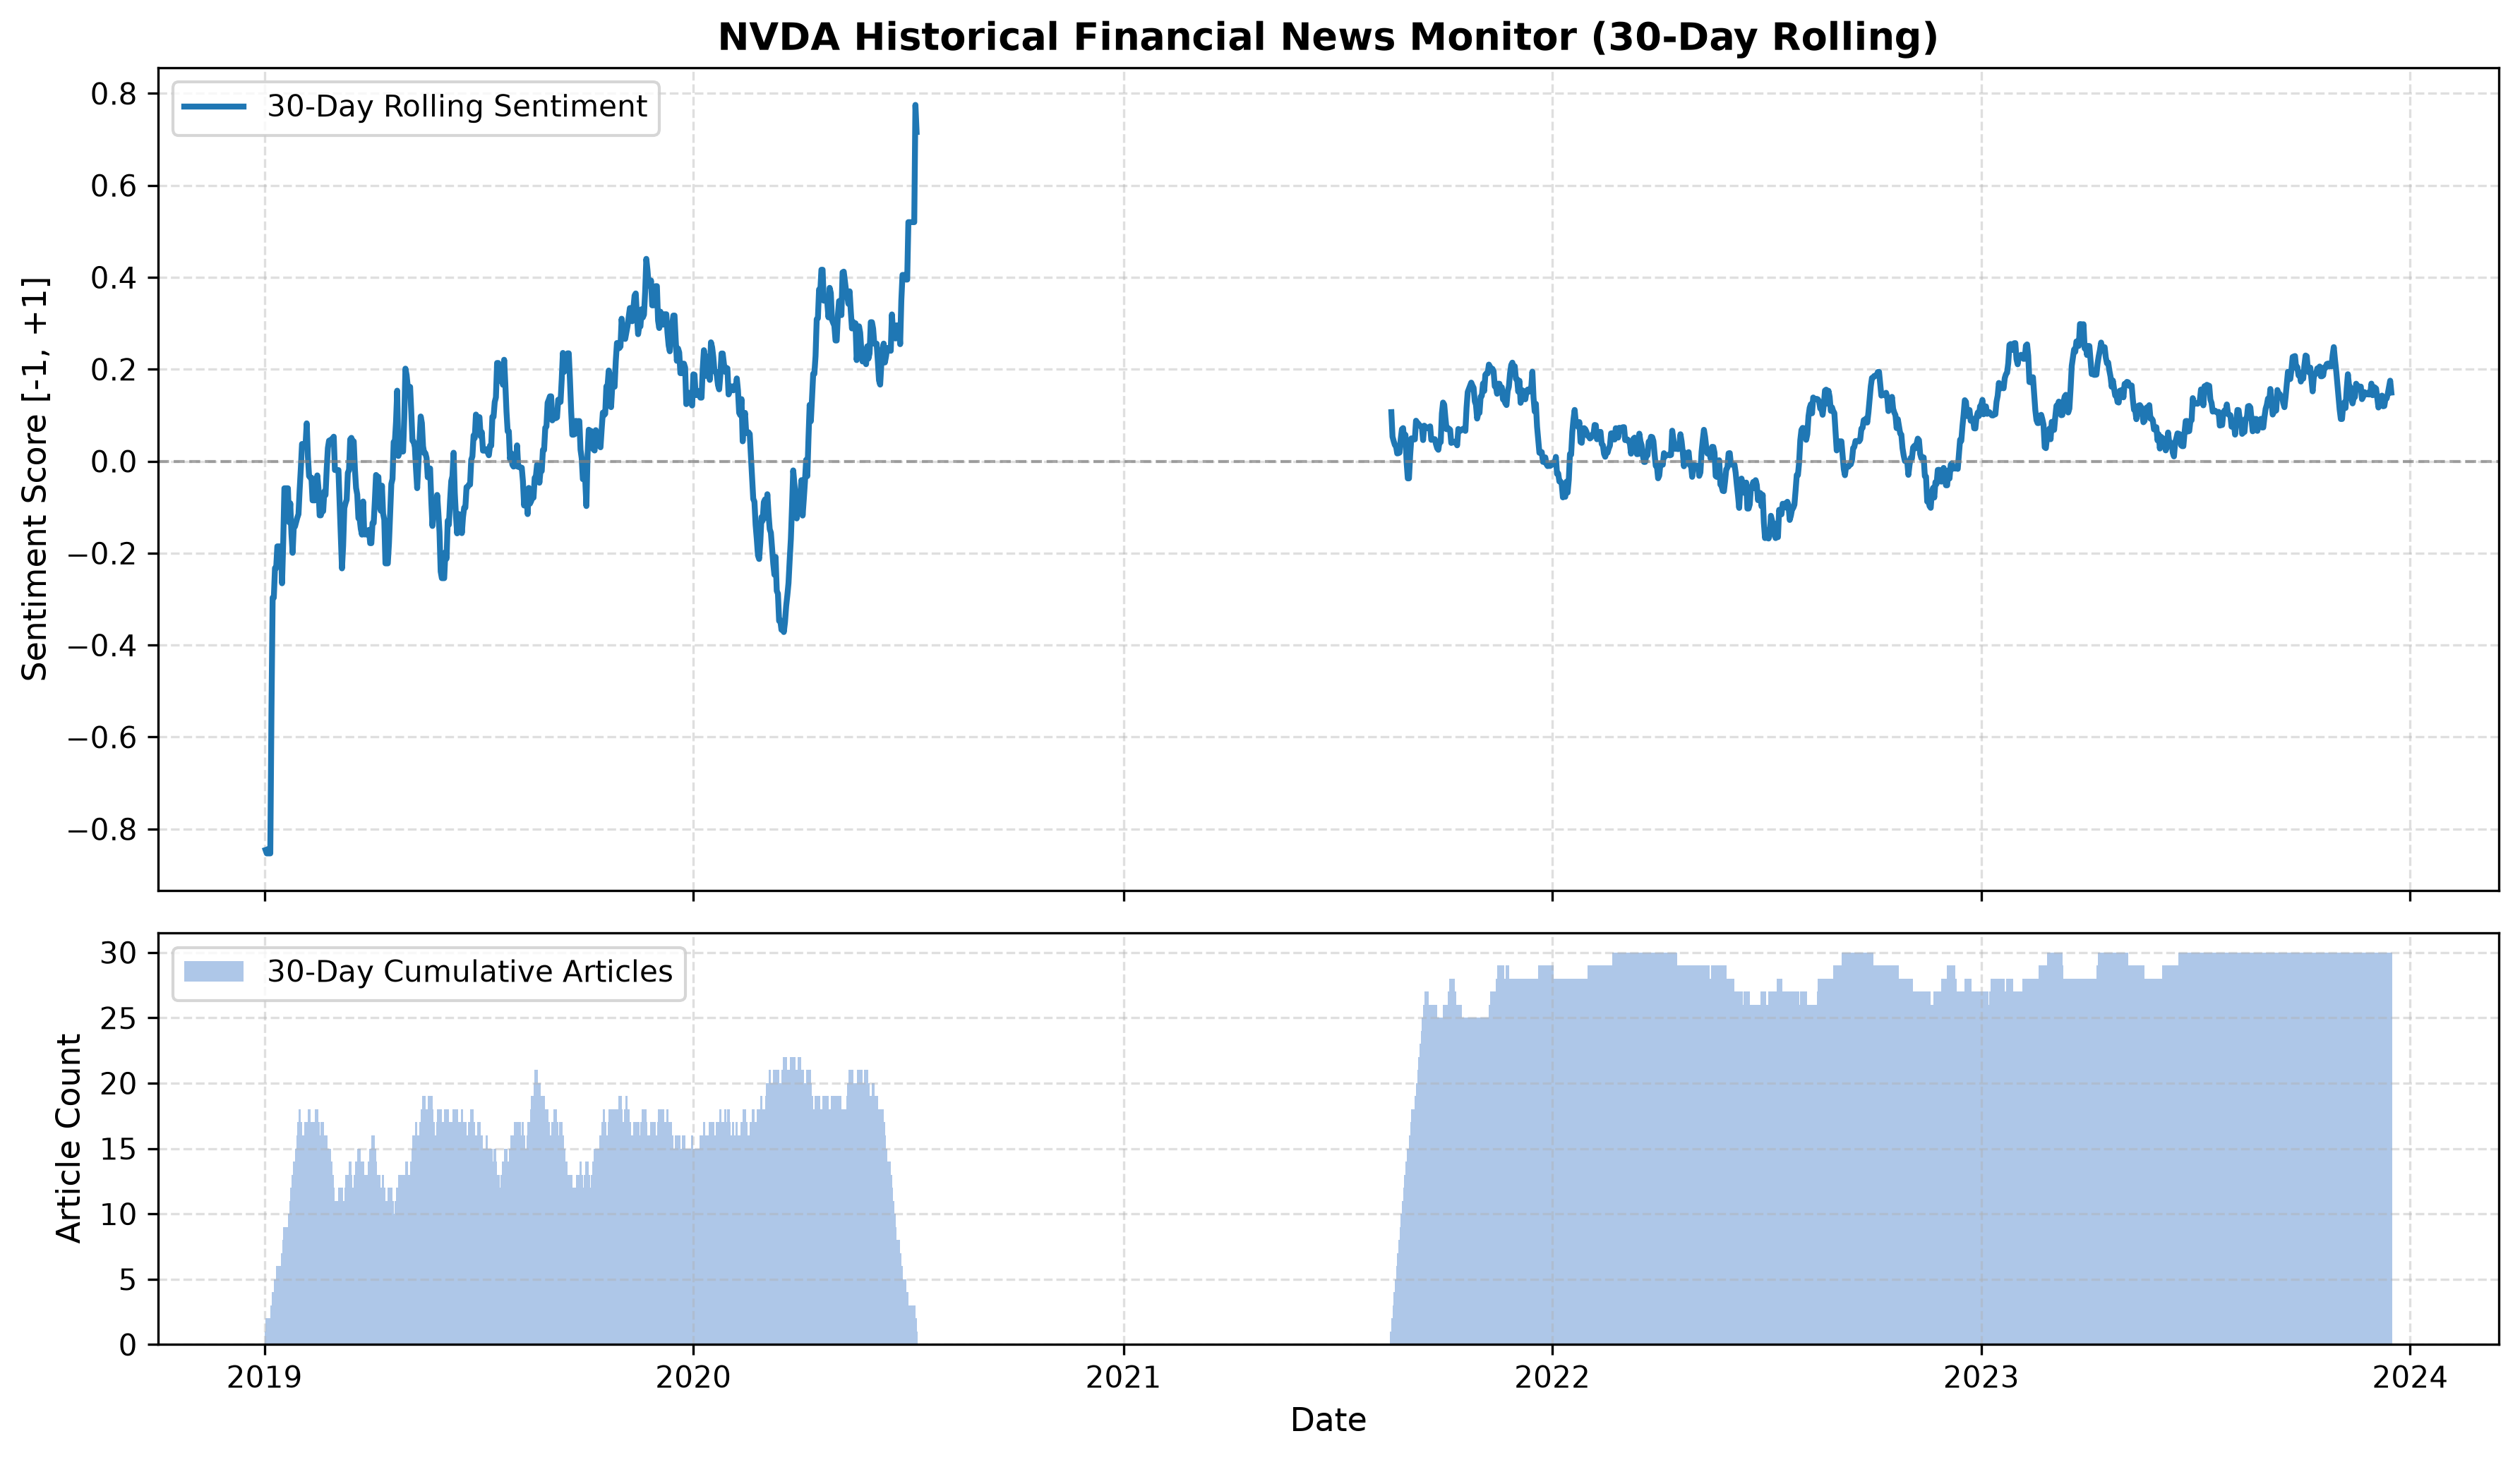 NVDA Historical Financial News Monitor (30-Day Rolling)
30-Day Rolling Sentiment
Sentiment Score [-1, +1]
0.8
0.6
0.4
0.2
0.0
−0.2
−0.4
−0.6
−0.8
30-Day Cumulative Articles
Article Count
30
25
20
15
10
5
0
2019 2020 2021 2022 2023 2024
Date